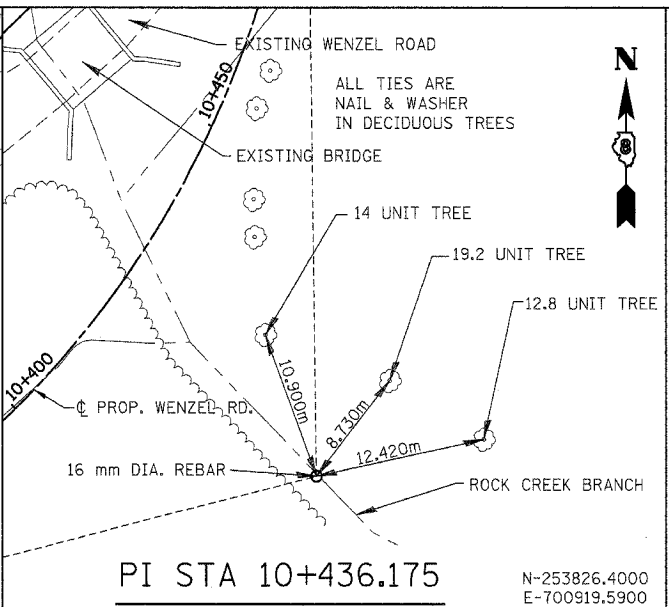 EXISTING WENZEL ROAD
N
10+450
ALL TIES ARE
NAIL & WASHER
IN DECIDUOUS TREES
8
EXISTING BRIDGE
14 UNIT TREE
19.2 UNIT TREE
12.8 UNIT TREE
10+400
10.900m
8.730m
℄ PROP. WENZEL RD.
12.420m
16 mm DIA. REBAR
ROCK CREEK BRANCH
PI STA 10+436.175
N-253826.4000
E-700919.5900